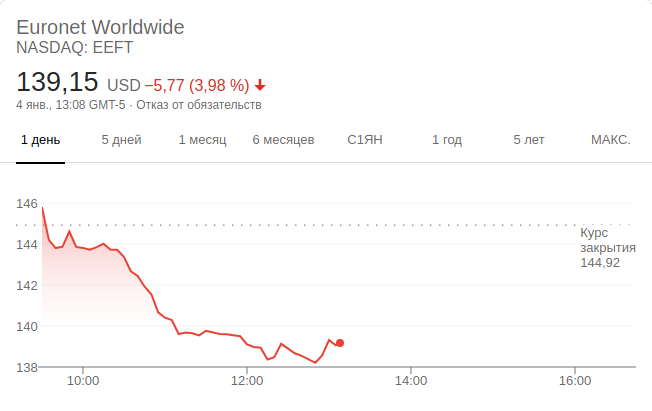 Euronet Worldwide
NASDAQ: EEFT
139,15 USD −5,77 (3,98 %)
4 янв., 13:08 GMT-5 · Отказ от обязательств
1 день 5 дней 1 месяц 6 месяцев С1ЯН 1 год 5 лет МАКС.
146
144
142
140
138
Курс
закрытия
144,92
10:00 12:00 14:00 16:00